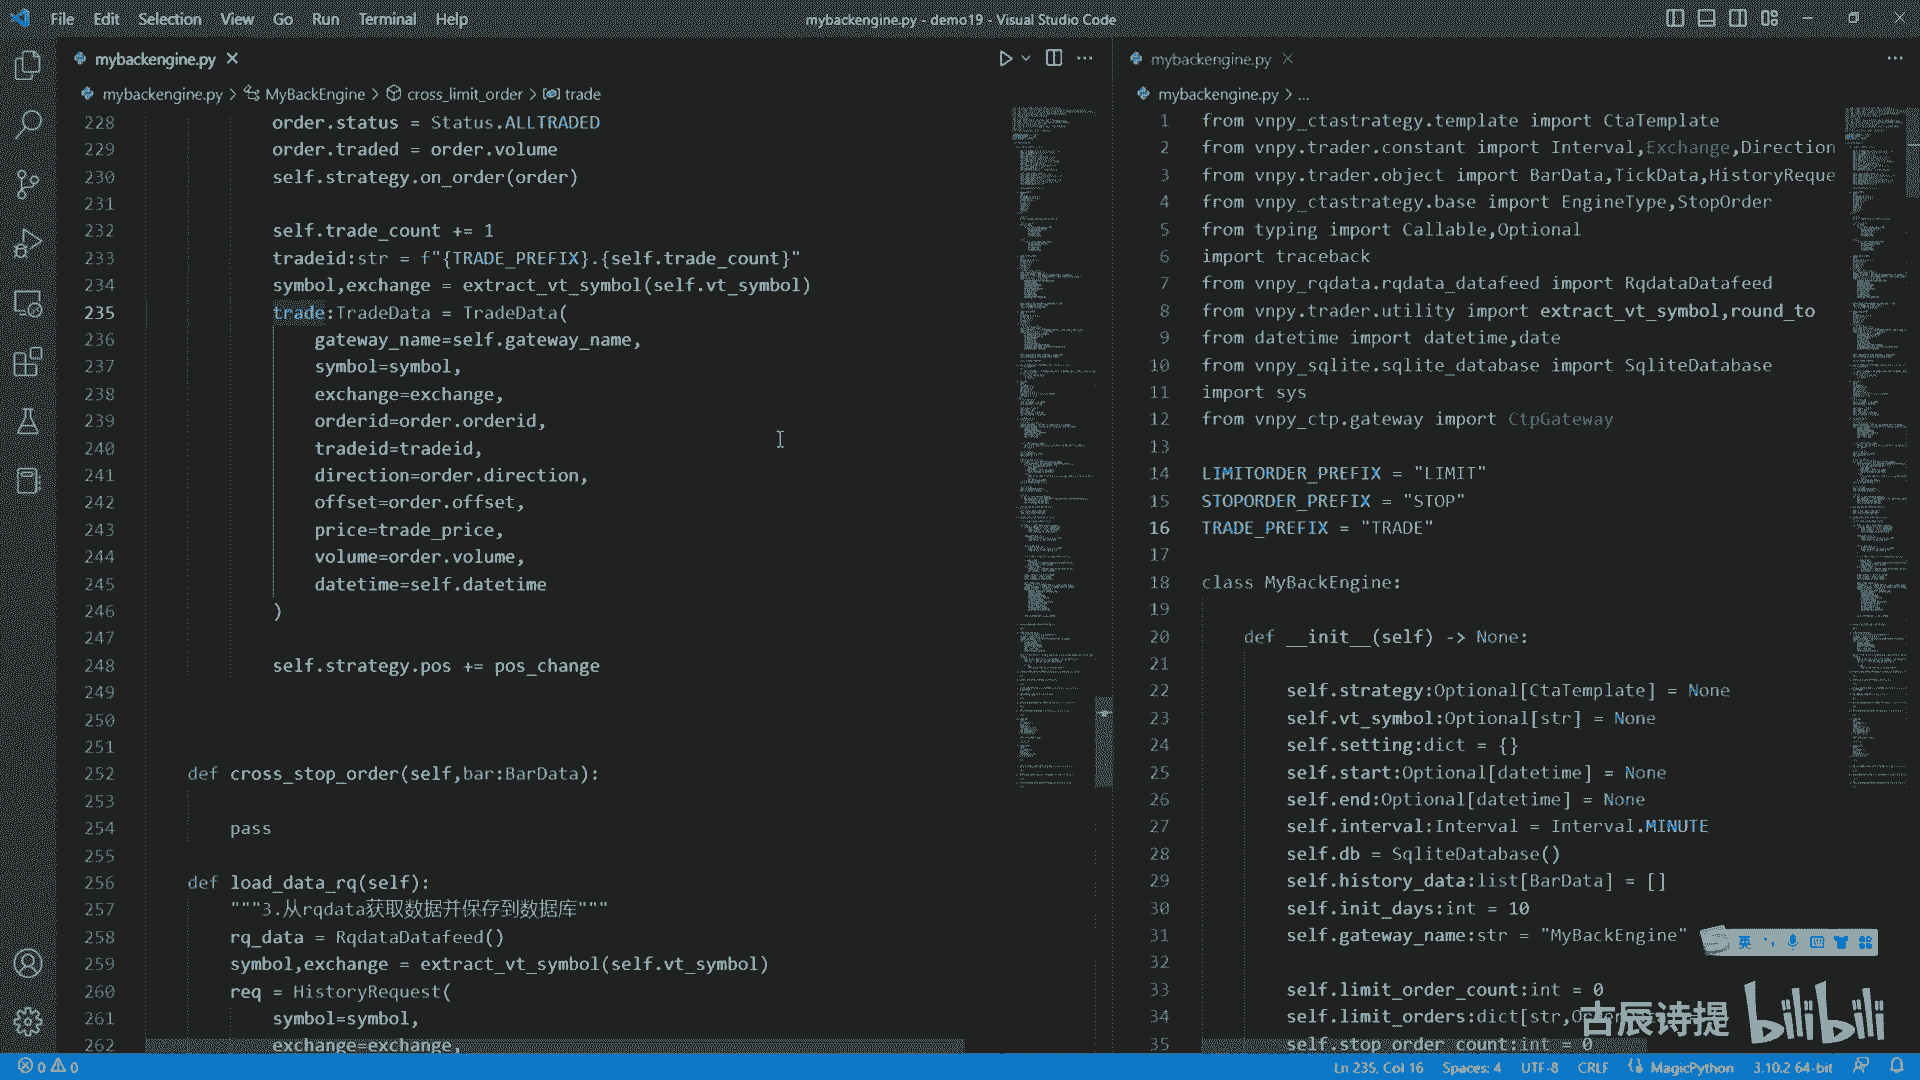 File Edit Selection View Go Run Terminal Help
mybackengine.py - demo19 - Visual Studio Code
mybackengine.py
mybackengine.py > MyBackEngine > cross_limit_order > trade
228 order.status = Status.ALLTRADED
229 order.traded = order.volume
230 self.strategy.on_order(order)
231
232 self.trade_count += 1
233 tradeid:str = f"{TRADE_PREFIX}.{self.trade_count}"
234 symbol,exchange = extract_vt_symbol(self.vt_symbol)
235 trade:TradeData = TradeData(
236 gateway_name=self.gateway_name,
237 symbol=symbol,
238 exchange=exchange,
239 orderid=order.orderid,
240 tradeid=tradeid,
241 direction=order.direction,
242 offset=order.offset,
243 price=trade_price,
244 volume=order.volume,
245 datetime=self.datetime
246 )
247
248 self.strategy.pos += pos_change
249
250
251
252 def cross_stop_order(self,bar:BarData):
253
254 pass
255
256 def load_data_rq(self):
257 """3.从rqdata获取数据并保存到数据库"""
258 rq_data = RqdataDatafeed()
259 symbol,exchange = extract_vt_symbol(self.vt_symbol)
260 req = HistoryRequest(
261 symbol=symbol,
262 exchange=exchange,
mybackengine.py
mybackengine.py > ...
1 from vnpy_ctastrategy.template import CtaTemplate
2 from vnpy.trader.constant import Interval,Exchange,Direction
3 from vnpy.trader.object import BarData,TickData,HistoryReque
4 from vnpy_ctastrategy.base import EngineType,StopOrder
5 from typing import Callable,Optional
6 import traceback
7 from vnpy_rqdata.rqdata_datafeed import RqdataDatafeed
8 from vnpy.trader.utility import extract_vt_symbol,round_to
9 from datetime import datetime,date
10 from vnpy_sqlite.sqlite_database import SqliteDatabase
11 import sys
12 from vnpy_ctp.gateway import CtpGateway
13
14 LIMITORDER_PREFIX = "LIMIT"
15 STOPORDER_PREFIX = "STOP"
16 TRADE_PREFIX = "TRADE"
17
18 class MyBackEngine:
19
20 def __init__(self) -> None:
21
22 self.strategy:Optional[CtaTemplate] = None
23 self.vt_symbol:Optional[str] = None
24 self.setting:dict = {}
25 self.start:Optional[datetime] = None
26 self.end:Optional[datetime] = None
27 self.interval:Interval = Interval.MINUTE
28 self.db = SqliteDatabase()
29 self.history_data:list[BarData] = []
30 self.init_days:int = 10
31 self.gateway_name:str = "MyBackEngine"
32
33 self.limit_order_count:int = 0
34 self.limit_orders:dict[str,
35 self.stop_order_count:int = 0
英
古辰诗提 bilibili
0 0
Ln 235, Col 16 Spaces: 4 UTF-8 CRLF MagicPython 3.10.2 64-bit